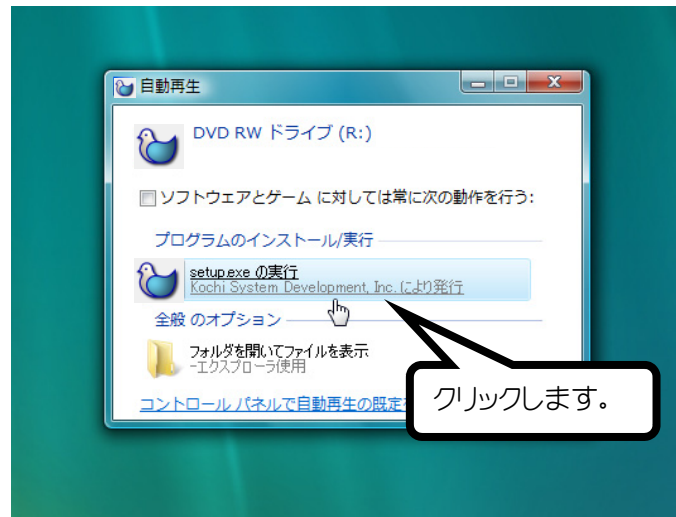 自動再生
DVD RW ドライブ (R:)
ソフトウェアとゲーム に対しては常に次の動作を行う:
プログラムのインストール/実行
setup.exe の実行
Kochi System Development, Inc. により発行
全般 のオプション
フォルダを開いてファイルを表示
-エクスプローラ使用
コントロール パネルで自動再生の既定
クリックします。